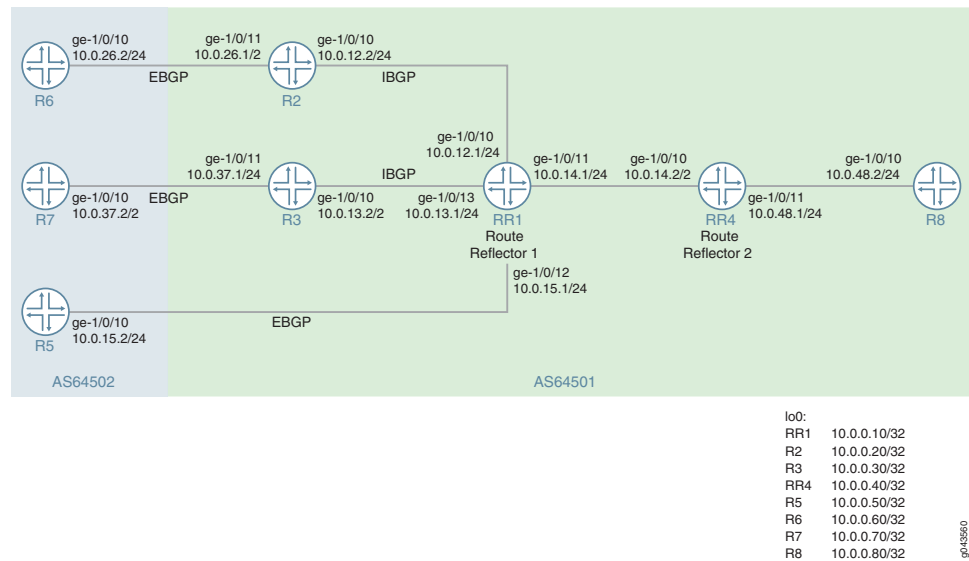 ge-1/0/10
10.0.26.2/24
ge-1/0/11
10.0.26.1/2
ge-1/0/10
10.0.12.2/24
EBGP
IBGP
R6
R2
ge-1/0/10
10.0.12.1/24
ge-1/0/11
10.0.37.1/24
IBGP
ge-1/0/11
10.0.14.1/24
ge-1/0/10
10.0.14.2/2
ge-1/0/10
10.0.48.2/24
ge-1/0/10
10.0.37.2/2
EBGP
ge-1/0/10
10.0.13.2/2
ge-1/0/13
10.0.13.1/24
ge-1/0/11
10.0.48.1/24
R7
R3
RR1
Route
Reflector 1
RR4
Route
Reflector 2
R8
ge-1/0/12
10.0.15.1/24
ge-1/0/10
10.0.15.2/24
EBGP
R5
AS64502
AS64501
lo0:
RR1 10.0.0.10/32
R2 10.0.0.20/32
R3 10.0.0.30/32
RR4 10.0.0.40/32
R5 10.0.0.50/32
R6 10.0.0.60/32
R7 10.0.0.70/32
R8 10.0.0.80/32
g043560